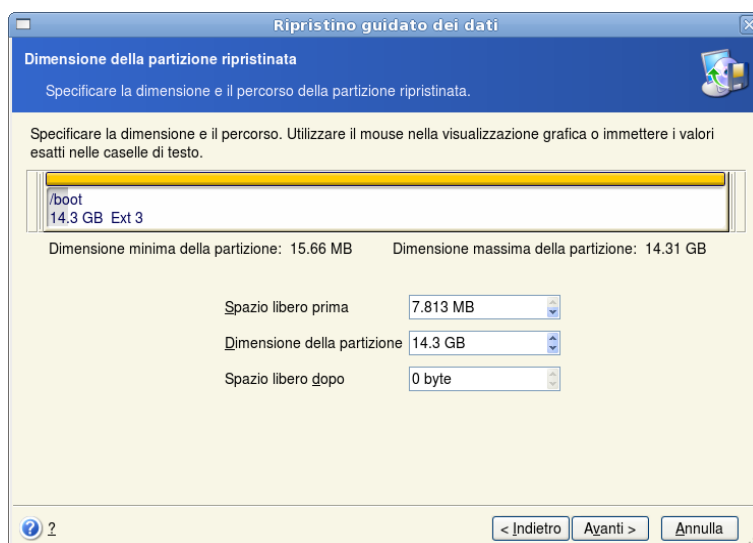 Ripristino guidato dei dati
Dimensione della partizione ripristinata
Specificare la dimensione e il percorso della partizione ripristinata.
Specificare la dimensione e il percorso. Utilizzare il mouse nella visualizzazione grafica o immettere i valori
esatti nelle caselle di testo.
/boot
14.3 GB Ext 3
Dimensione minima della partizione: 15.66 MB Dimensione massima della partizione: 14.31 GB
Spazio libero prima 7.813 MB
Dimensione della partizione 14.3 GB
Spazio libero dopo 0 byte
? ? < Indietro Avanti > Annulla